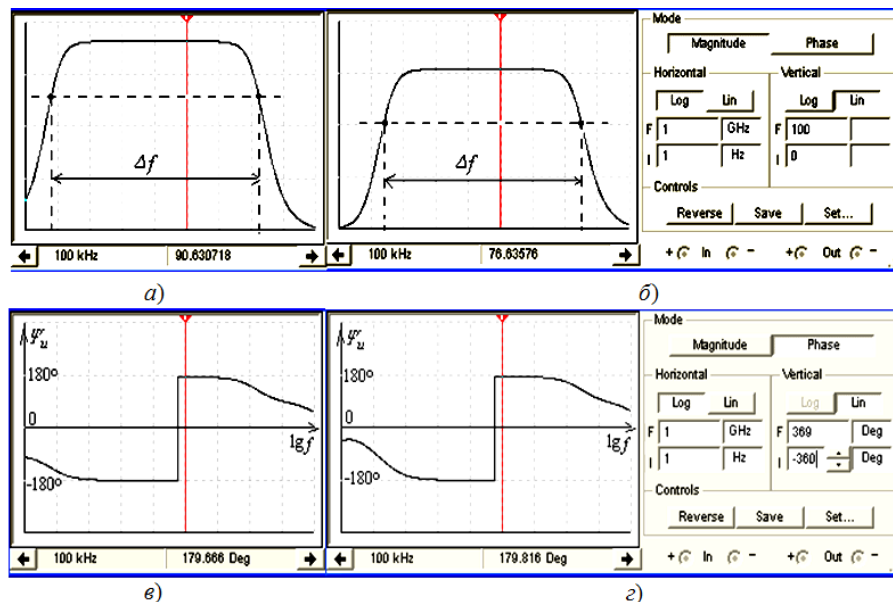 Δf
100 kHz 90.630718
а)
Δf
100 kHz 76.63576
б)
Mode
Magnitude Phase
Horizontal Vertical
Log Lin Log Lin
F 1 GHz F 100
I 1 Hz I 0
Controls
Reverse Save Set...
+ In - + Out -
Ψu
180°
0
-180°
lg f
100 kHz 179.666 Deg
в)
Ψu
180°
0
-180°
lg f
100 kHz 179.816 Deg
г)
Mode
Magnitude Phase
Horizontal Vertical
Log Lin Log Lin
F 1 GHz F 369 Deg
I 1 Hz I -360 Deg
Controls
Reverse Save Set...
+ In - + Out -